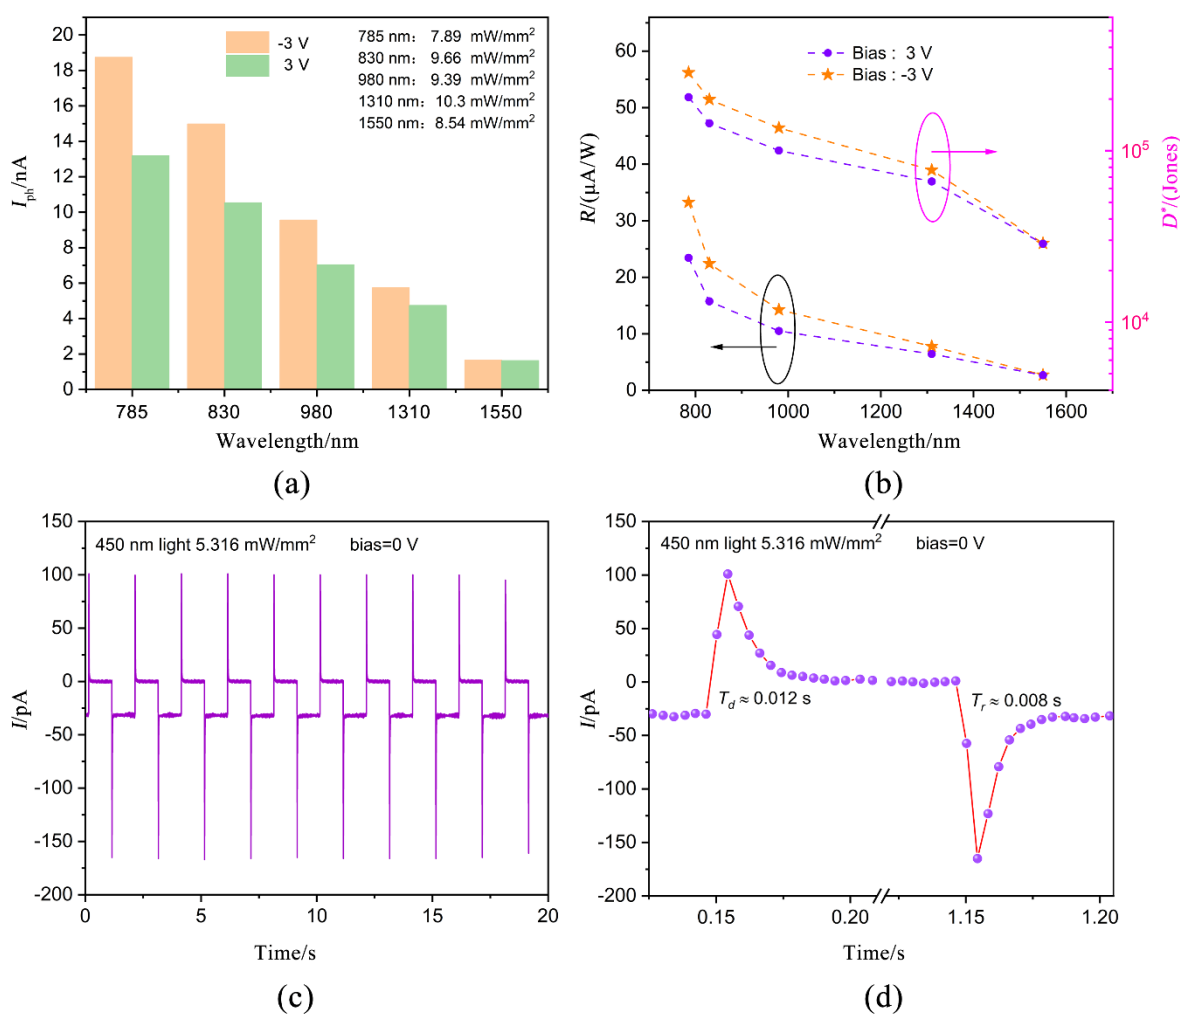 20
18
16
14
12
10
8
6
4
2
0
I_ph/nA
-3 V
3 V
785 nm： 7.89 mW/mm²
830 nm： 9.66 mW/mm²
980 nm： 9.39 mW/mm²
1310 nm：10.3 mW/mm²
1550 nm：8.54 mW/mm²
785 830 980 1310 1550
Wavelength/nm
(a)
60
50
40
30
20
10
0
R/(μA/W)
Bias : 3 V
Bias : -3 V
10⁵
10⁴
D*/(Jones)
800 1000 1200 1400 1600
Wavelength/nm
(b)
150
100
50
0
-50
-100
-150
-200
I/pA
450 nm light 5.316 mW/mm² bias=0 V
0 5 10 15 20
Time/s
(c)
150
100
50
0
-50
-100
-150
-200
I/pA
450 nm light 5.316 mW/mm² bias=0 V
T_d ≈ 0.012 s
T_r ≈ 0.008 s
0.15 0.20 1.15 1.20
Time/s
(d)